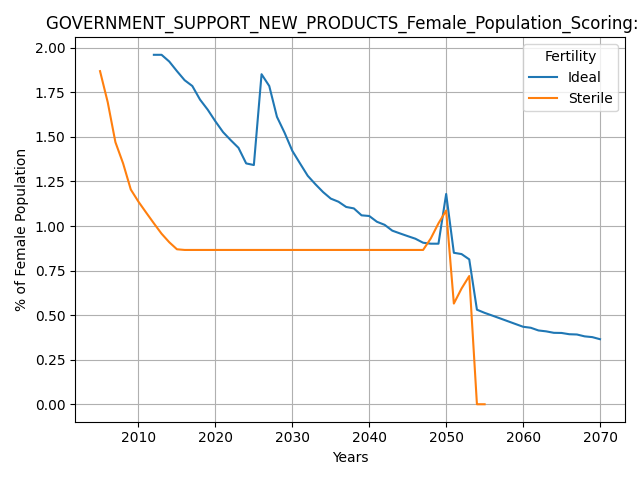 GOVERNMENT_SUPPORT_NEW_PRODUCTS_Female_Population_Scoring:
% of Female Population
2.00
1.75
1.50
1.25
1.00
0.75
0.50
0.25
0.00
Fertility
Ideal
Sterile
2010 2020 2030 2040 2050 2060 2070
Years